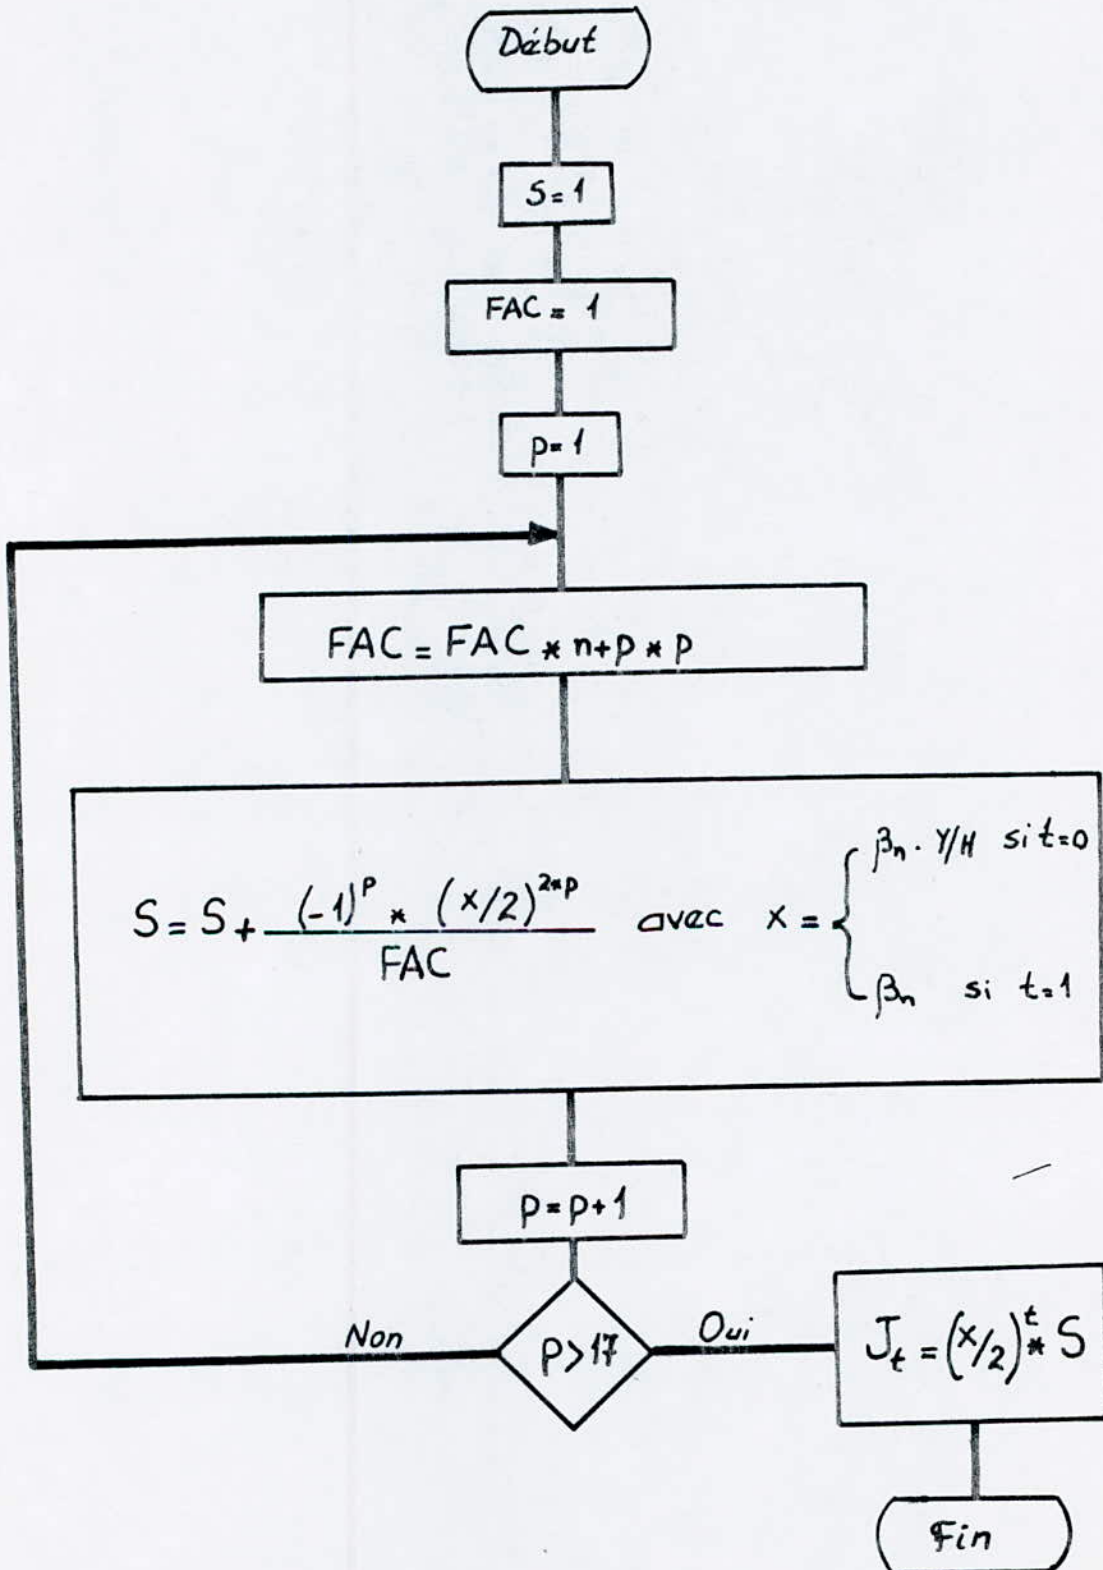 Début
S = 1
FAC = 1
p = 1
FAC = FAC * n+p * p
S = S + (-1)^p * (x/2)^{2*p} / FAC avec x = { βn . Y/H si t=0
βn si t=1
p = p + 1
Non
p > 17
Oui
J_t = (x/2)^t * S
Fin